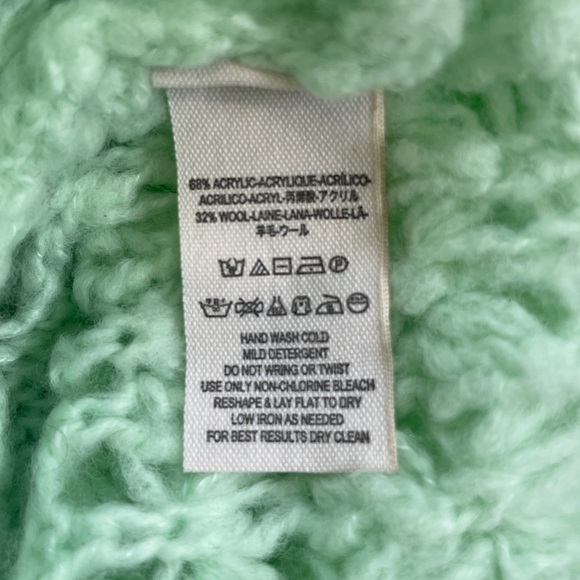 68% ACRYLIC-ACRYLIQUE-ACRÍLICO-
ACRILICO-ACRYL-丙烯酸-アクリル
32% WOOL-LAINE-LANA-WOLLE-LÃ-
羊毛-ウール
HAND WASH COLD
MILD DETERGENT
DO NOT WRING OR TWIST
USE ONLY NON-CHLORINE BLEACH
RESHAPE & LAY FLAT TO DRY
LOW IRON AS NEEDED
FOR BEST RESULTS DRY CLEAN